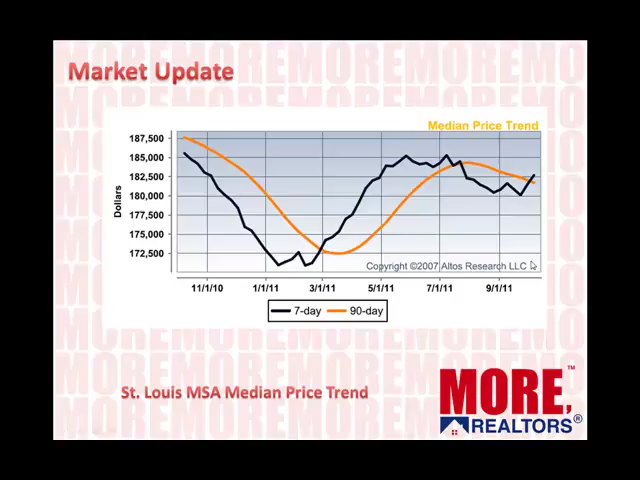 Market Update
Median Price Trend
187,500
185,000
182,500
180,000
177,500
175,000
172,500
Dollars
Copyright ©2007 Altos Research LLC
11/1/10 1/1/11 3/1/11 5/1/11 7/1/11 9/1/11
7-day 90-day
St. Louis MSA Median Price Trend
MORE,™
REALTORS®